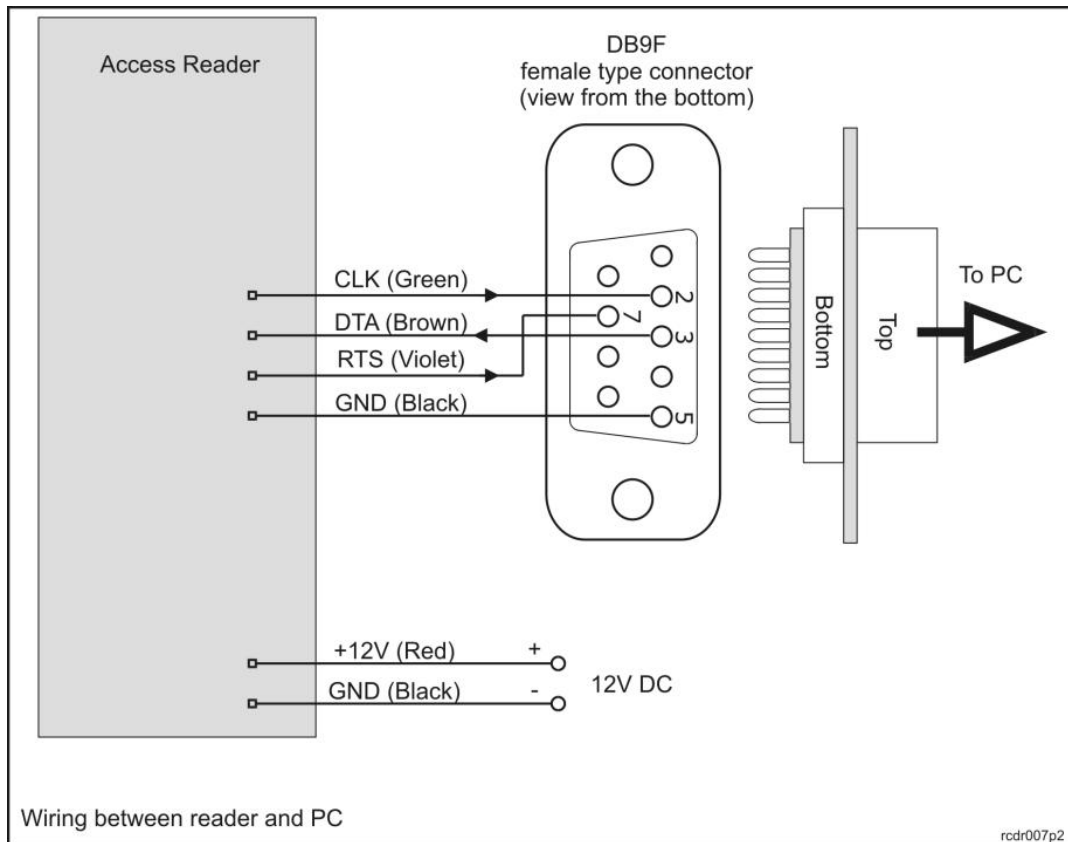 Access Reader
DB9F
female type connector
(view from the bottom)
CLK (Green)
DTA (Brown)
RTS (Violet)
GND (Black)
2
7
3
5
Bottom
Top
To PC
+12V (Red) +
GND (Black) -
12V DC
Wiring between reader and PC
rcdr007p2